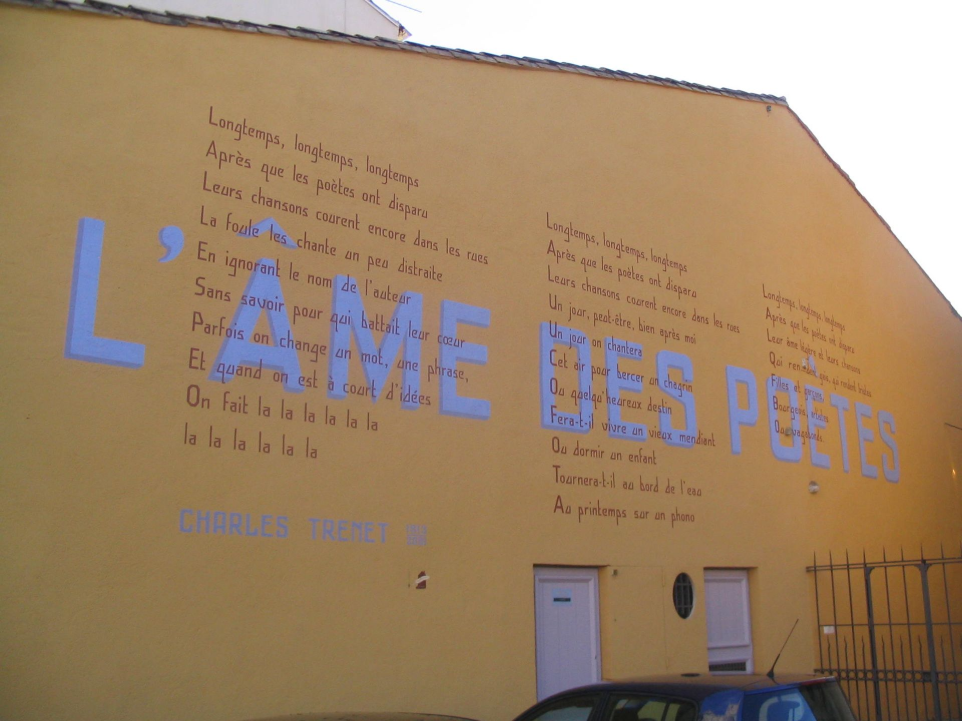 L'ÂME DES POÈTES
Longtemps, longtemps, longtemps
Après que les poètes ont disparu
Leurs chansons courent encore dans les rues
La foule les chante un peu distraite
En ignorant le nom de l'auteur
Sans savoir pour qui battait leur cœur
Parfois on change un mot, une phrase,
Et quand on est à court d'idées
On fait la la la la la la
la la la la la la
Longtemps, longtemps, longtemps
Après que les poètes ont disparu
Leurs chansons courent encore dans les rues
Un jour, peut-être, bien après moi
Un jour on chantera
Cet air pour bercer un chagrin
Ou quelqu'heureux destin
Fera-t-il vivre un vieux mendiant
Ou dormir un enfant
Tournera-t-il au bord de l'eau
Au printemps sur un phono
Longtemps, longtemps, longtemps
Après que les poètes ont disparu
Leur âme légère et leurs chansons
Qui rendent gais, qui rendent tristes
Filles et garçons
Bourgeois, artistes
Ou vagabonds.
CHARLES TRENET